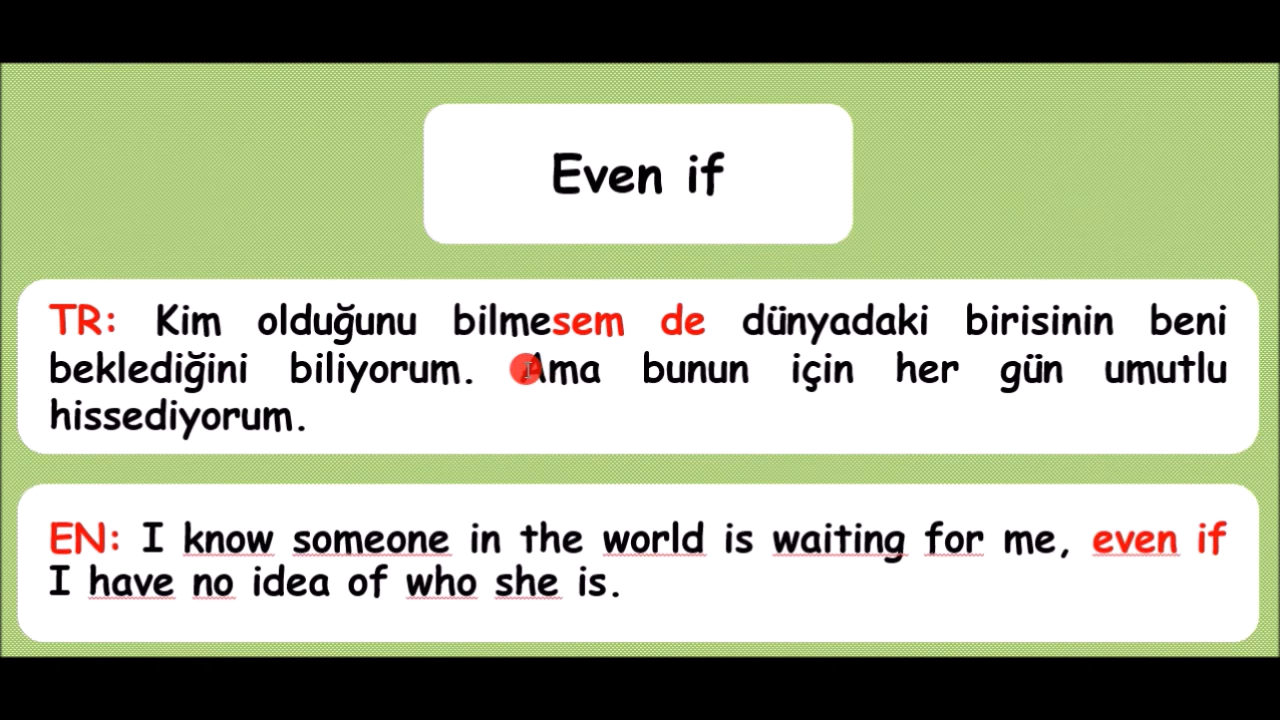 Even if
TR: Kim olduğunu bilmesem de dünyadaki birisinin beni
beklediğini biliyorum. Ama bunun için her gün umutlu
hissediyorum.
EN: I know someone in the world is waiting for me, even if
I have no idea of who she is.